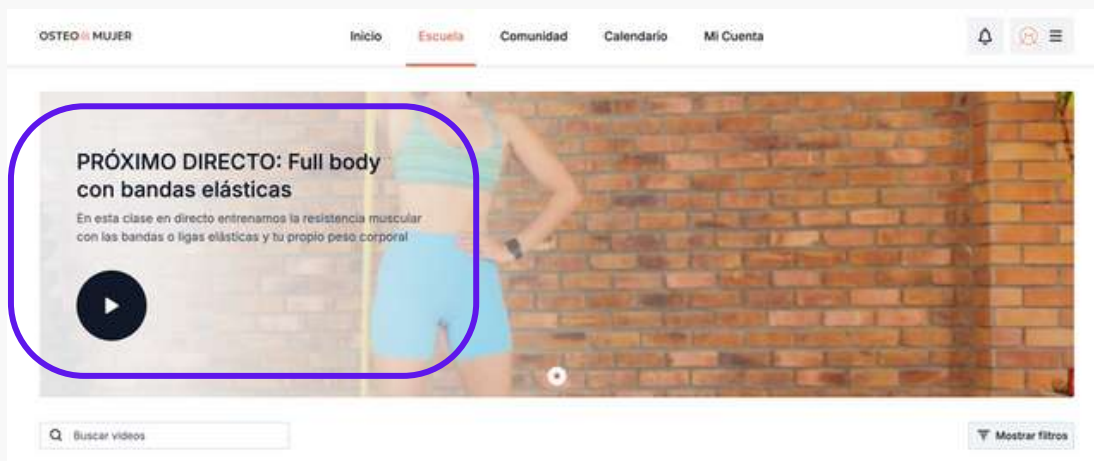 OSTEO MUJER
Inicio Escuela Comunidad Calendario Mi Cuenta
PRÓXIMO DIRECTO: Full body
con bandas elásticas
En esta clase en directo entrenamos la resistencia muscular
con las bandas o ligas elásticas y tu propio peso corporal
Buscar videos
Mostrar filtros